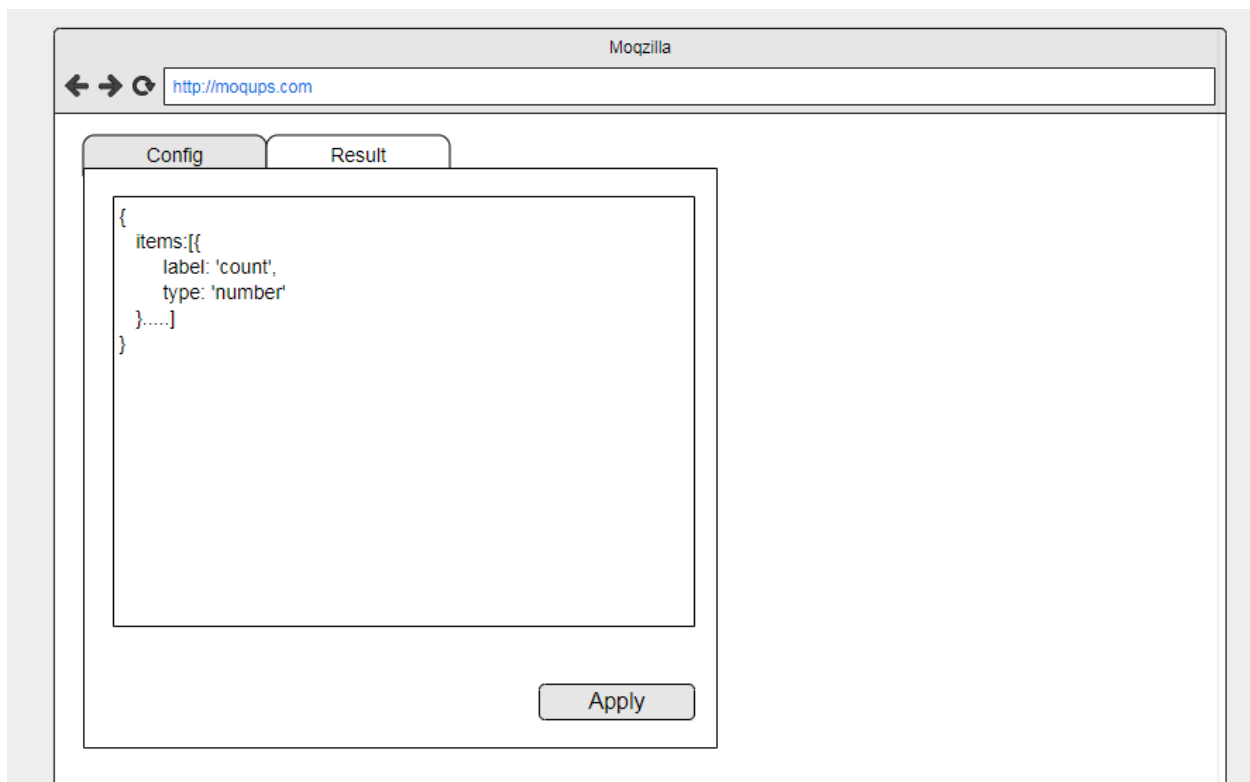 Moqzilla
http://moqups.com
Config
Result
{
items:[{
label: 'count',
type: 'number'
}.....]
}
Apply